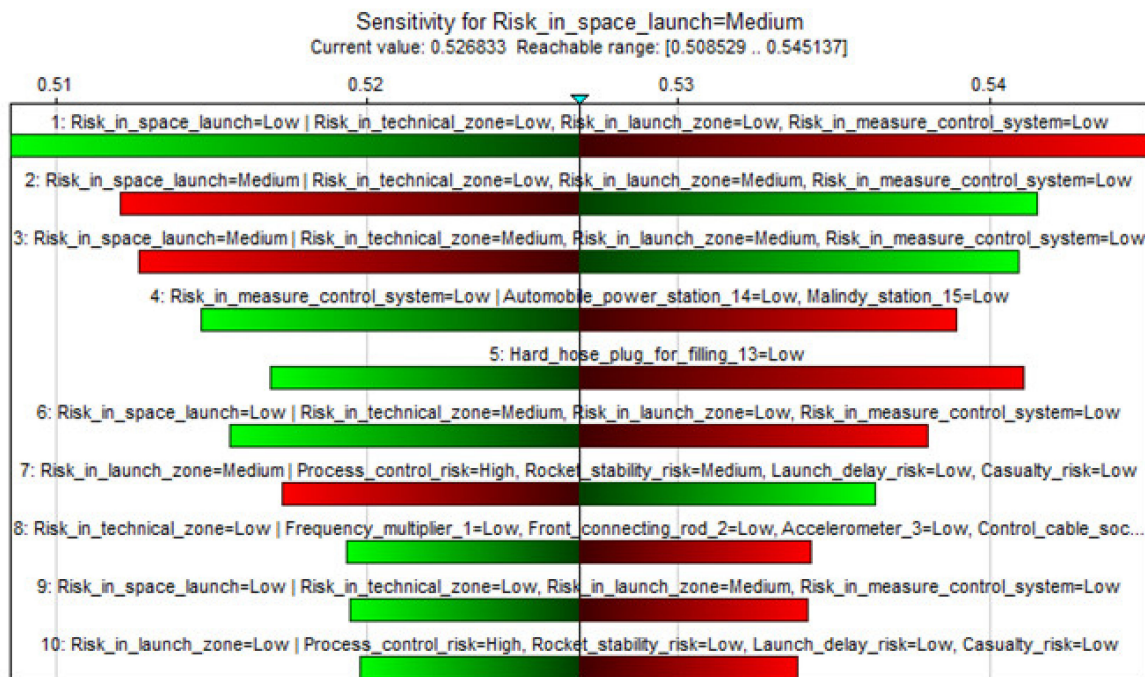 Sensitivity for Risk_in_space_launch=Medium
Current value: 0.526833 Reachable range: [0.508529 .. 0.545137]
0.51 0.52 0.53 0.54
1: Risk_in_space_launch=Low | Risk_in_technical_zone=Low, Risk_in_launch_zone=Low, Risk_in_measure_control_system=Low
2: Risk_in_space_launch=Medium | Risk_in_technical_zone=Low, Risk_in_launch_zone=Medium, Risk_in_measure_control_system=Low
3: Risk_in_space_launch=Medium | Risk_in_technical_zone=Medium, Risk_in_launch_zone=Medium, Risk_in_measure_control_system=Low
4: Risk_in_measure_control_system=Low | Automobile_power_station_14=Low, Malindy_station_15=Low
5: Hard_hose_plug_for_filling_13=Low
6: Risk_in_space_launch=Low | Risk_in_technical_zone=Medium, Risk_in_launch_zone=Low, Risk_in_measure_control_system=Low
7: Risk_in_launch_zone=Medium | Process_control_risk=High, Rocket_stability_risk=Medium, Launch_delay_risk=Low, Casualty_risk=Low
8: Risk_in_technical_zone=Low | Frequency_multiplier_1=Low, Front_connecting_rod_2=Low, Accelerometer_3=Low, Control_cable_soc...
9: Risk_in_space_launch=Low | Risk_in_technical_zone=Low, Risk_in_launch_zone=Medium, Risk_in_measure_control_system=Low
10: Risk_in_launch_zone=Low | Process_control_risk=High, Rocket_stability_risk=Low, Launch_delay_risk=Low, Casualty_risk=Low